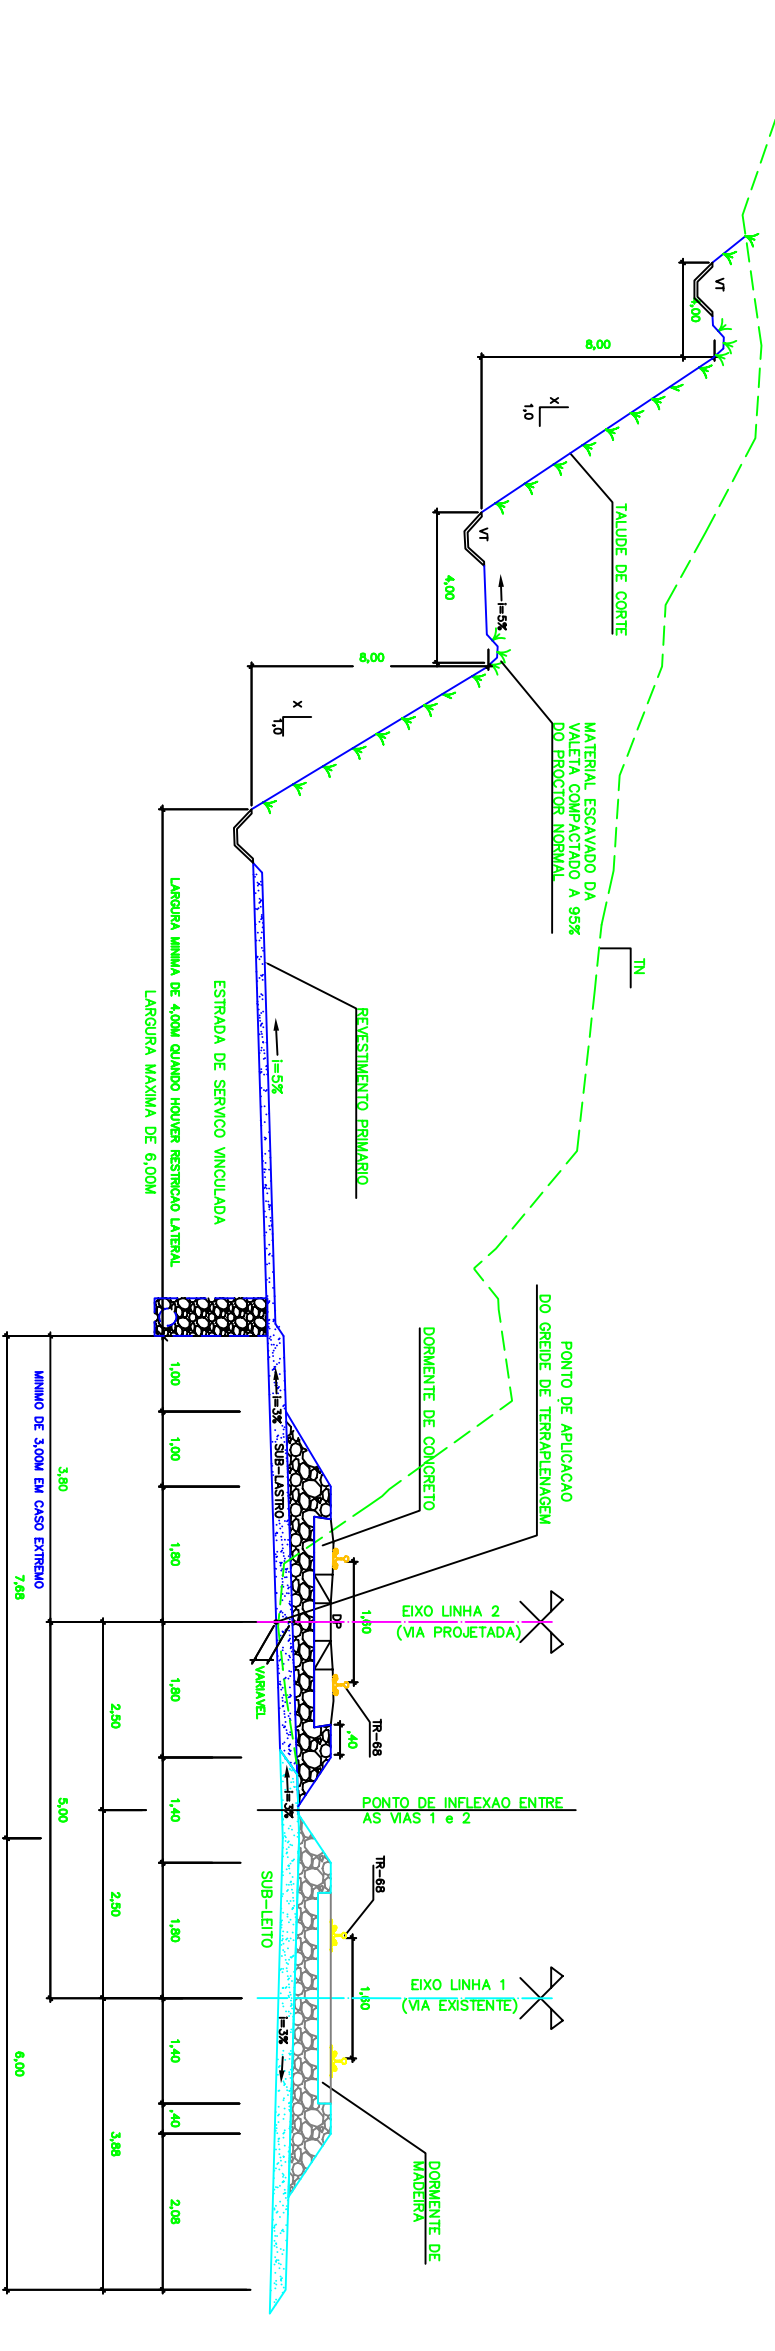 VT
4,00
8,00
X
1,0
TALUDE DE CORTE
VT
4,00
i=5%
8,00
X
1,0
MATERIAL ESCAVADO DA
VALETA COMPACTADO A 95%
DO PROCTOR NORMAL
TN
REVESTIMENTO PRIMARIO
i=5%
ESTRADA DE SERVICO VINCULADA
LARGURA MINIMA DE 4,00M QUANDO HOUVER RESTRICAO LATERAL
LARGURA MAXIMA DE 6,00M
PONTO DE APLICACAO
DO GREIDE DE TERRAPLENAGEM
DORMENTE DE CONCRETO
i=3%
SUB-LASTRO
EIXO LINHA 2
(VIA PROJETADA)
1,60
DP
VARIAVEL
TR-68
,40
PONTO DE INFLEXAO ENTRE
AS VIAS 1 e 2
i=3%
SUB-LEITO
TR-68
EIXO LINHA 1
(VIA EXISTENTE)
1,60
i=3%
DORMENTE DE
MADEIRA
1,00
1,00
1,80
1,80
1,40
1,80
1,40
,40
2,08
2,50
2,50
3,88
3,80
5,00
MINIMO DE 3,00M EM CASO EXTREMO
7,68
6,00